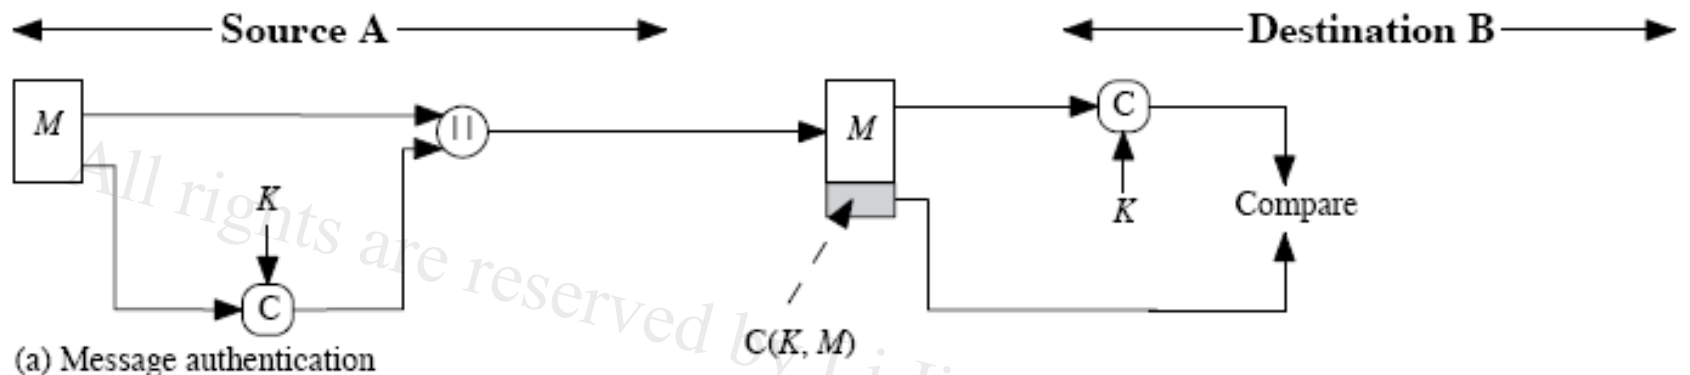 Source A
Destination B
M
||
M
C
K
K
Compare
C
C(K, M)
(a) Message authentication
All rights are reserved by